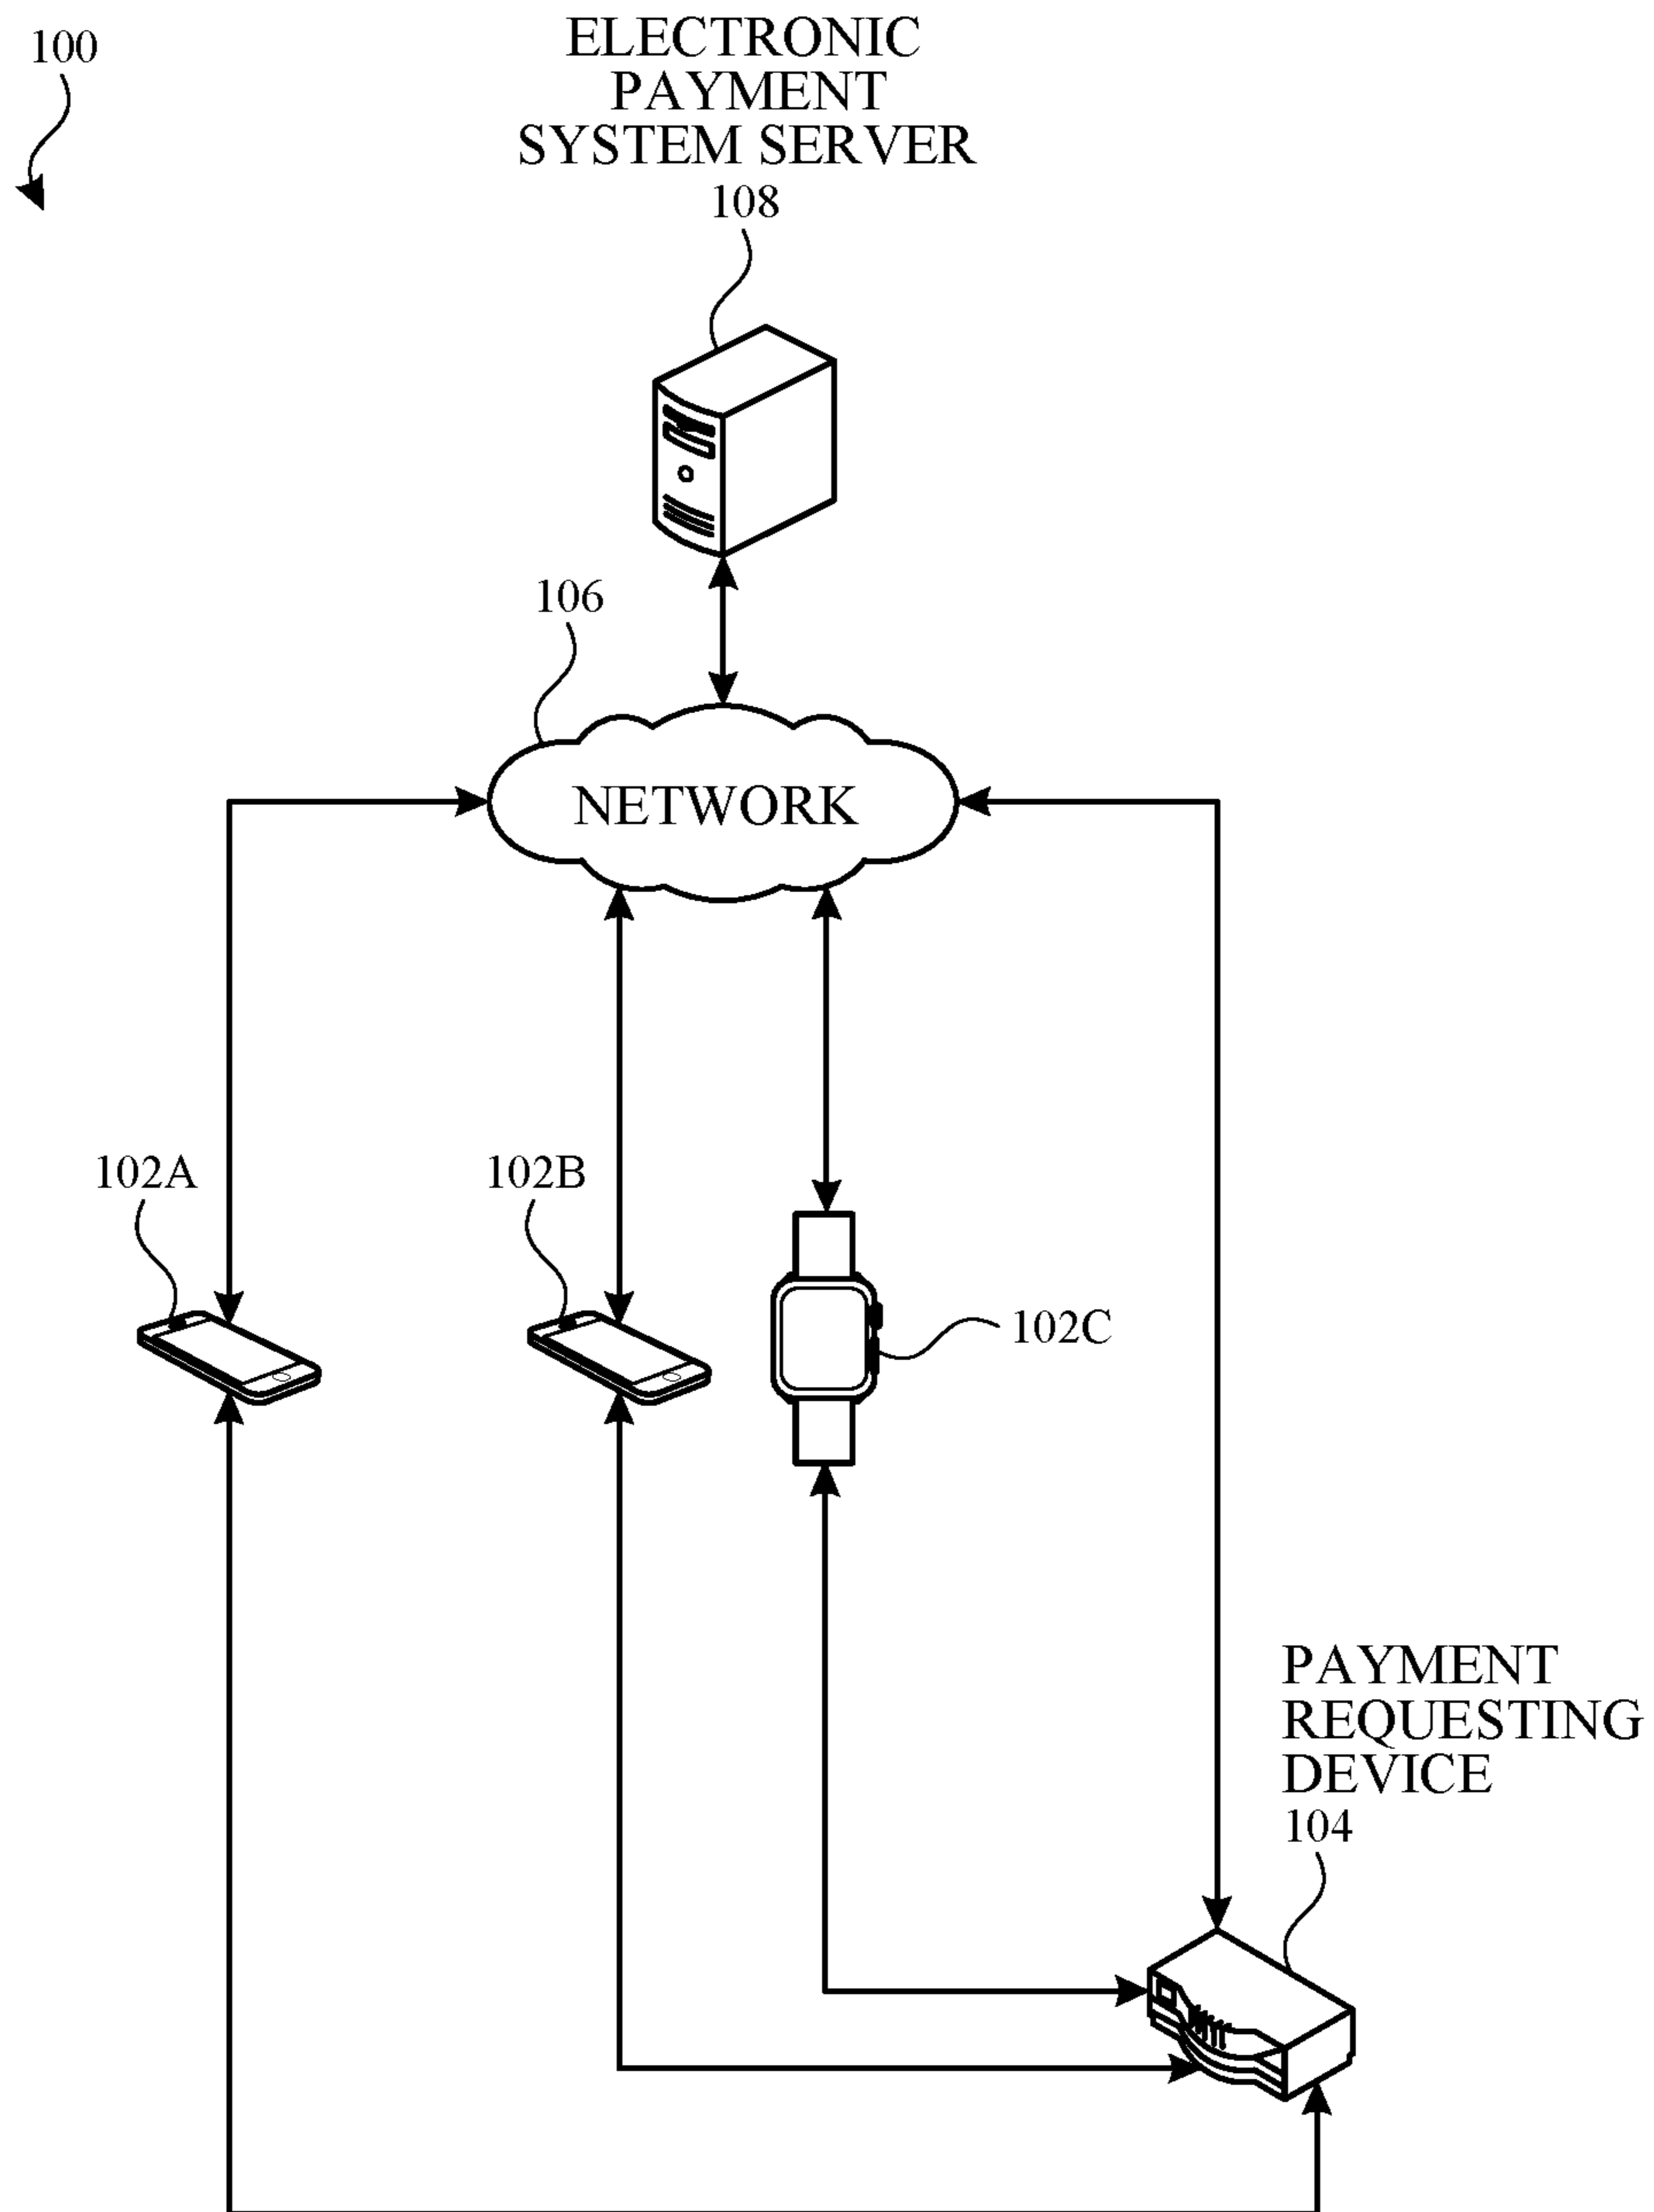 100
ELECTRONIC
PAYMENT
SYSTEM SERVER
108
106
NETWORK
102A
102B
102C
PAYMENT
REQUESTING
DEVICE
104